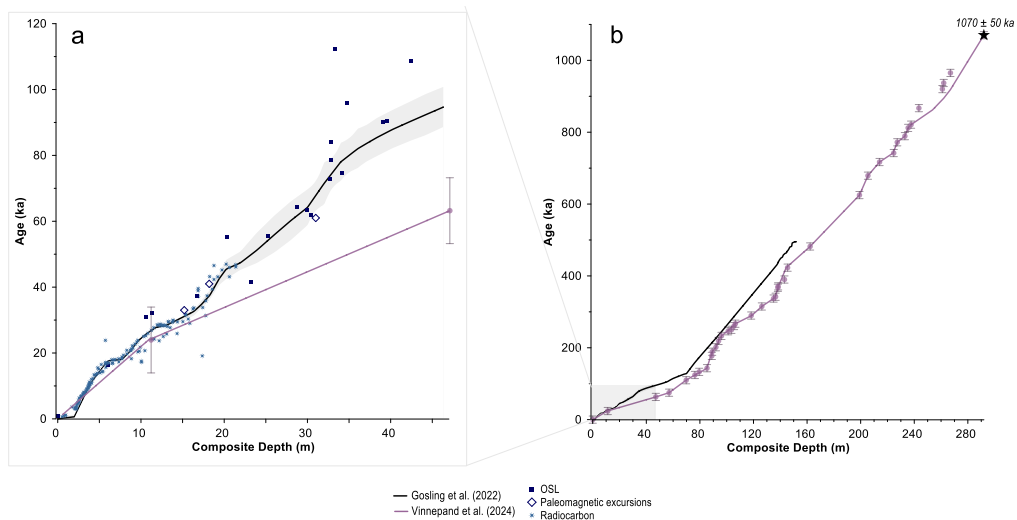 a
120
100
80
60
40
20
0
Age (ka)
0 10 20 30 40
Composite Depth (m)
b
1070 ± 50 ka
1000
800
600
400
200
0
Age (ka)
0 40 80 120 160 200 240 280
Composite Depth (m)
Gosling et al. (2022)
Vinnepand et al. (2024)
OSL
Paleomagnetic excursions
Radiocarbon